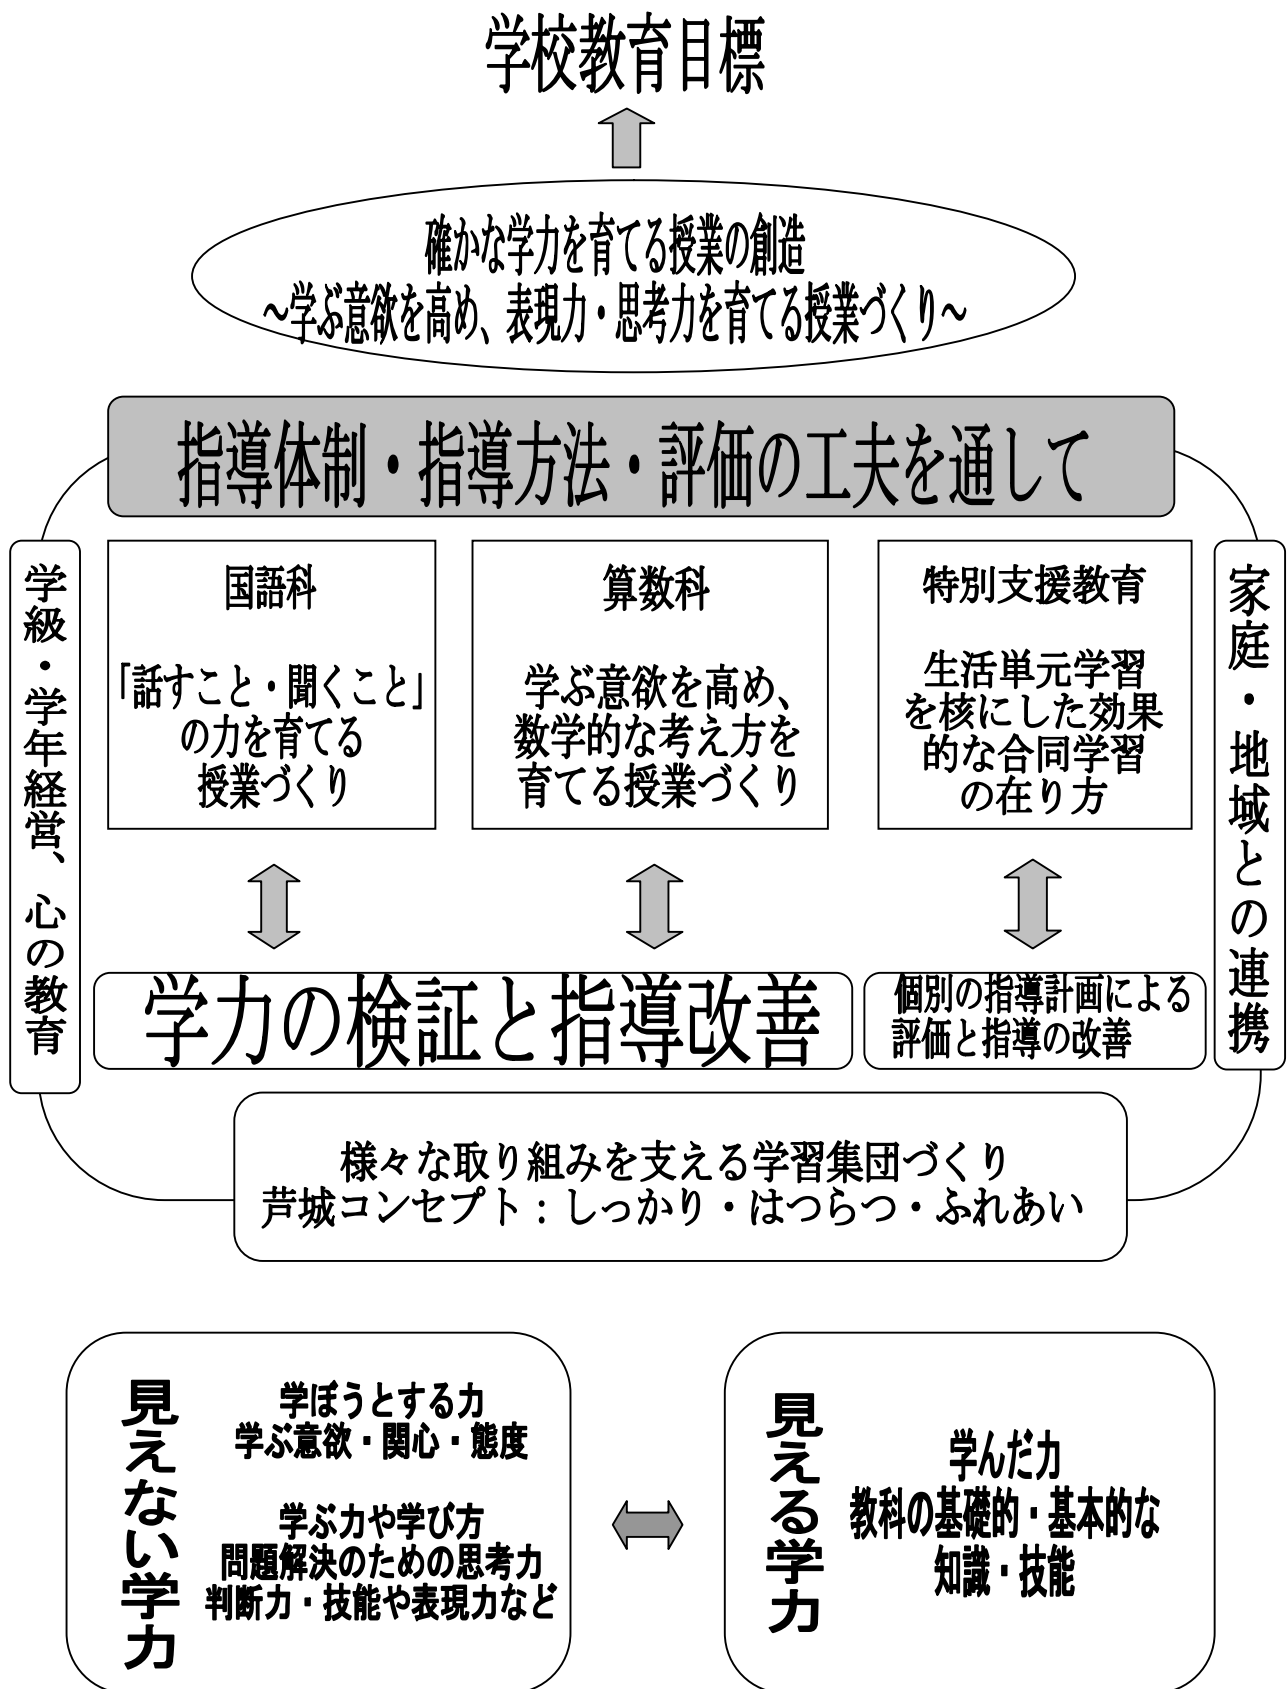 学校教育目標
確かな学力を育てる授業の創造
～学ぶ意欲を高め、表現力・思考力を育てる授業づくり～
指導体制・指導方法・評価の工夫を通して
学級・学年経営、心の教育
国語科
「話すこと・聞くこと」
の力を育てる
授業づくり
算数科
学ぶ意欲を高め、
数学的な考え方を
育てる授業づくり
特別支援教育
生活単元学習
を核にした効果
的な合同学習
の在り方
家庭・地域との連携
学力の検証と指導改善
個別の指導計画による
評価と指導の改善
様々な取り組みを支える学習集団づくり
芦城コンセプト：しっかり・はつらつ・ふれあい
見えない学力
学ぼうとする力
学ぶ意欲・関心・態度
学ぶ力や学び方
問題解決のための思考力
判断力・技能や表現力など
見える学力
学んだ力
教科の基礎的・基本的な
知識・技能